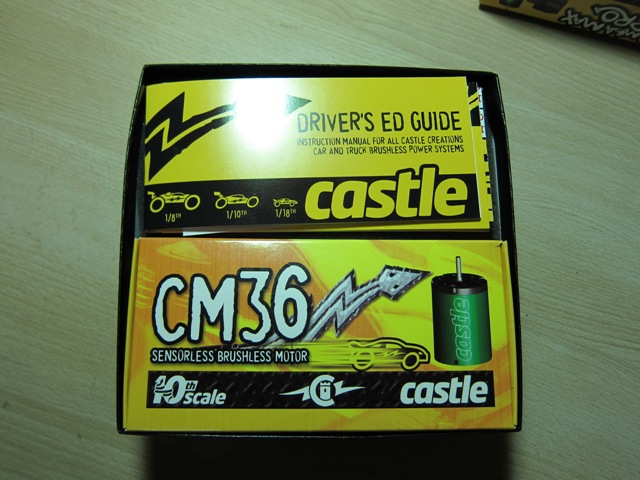 DRIVER'S ED GUIDE
INSTRUCTION MANUAL FOR ALL CASTLE CREATIONS
CAR AND TRUCK BRUSHLESS POWER SYSTEMS
1/8TH 1/10TH 1/18TH
castle
CM36
SENSORLESS BRUSHLESS MOTOR
castle
10th scale
castle